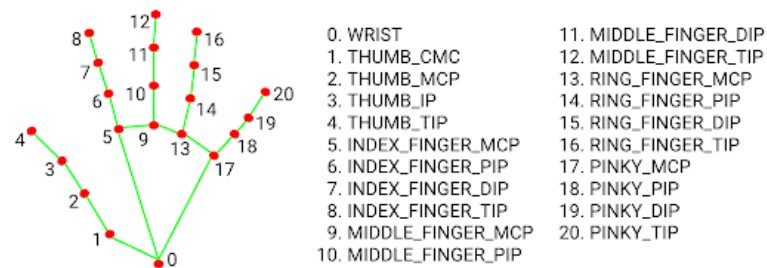 12
8
16
11
7
15
20
6
10
14
19
4
5
9
13
18
3
17
2
1
0
0. WRIST
1. THUMB_CMC
2. THUMB_MCP
3. THUMB_IP
4. THUMB_TIP
5. INDEX_FINGER_MCP
6. INDEX_FINGER_PIP
7. INDEX_FINGER_DIP
8. INDEX_FINGER_TIP
9. MIDDLE_FINGER_MCP
10. MIDDLE_FINGER_PIP
11. MIDDLE_FINGER_DIP
12. MIDDLE_FINGER_TIP
13. RING_FINGER_MCP
14. RING_FINGER_PIP
15. RING_FINGER_DIP
16. RING_FINGER_TIP
17. PINKY_MCP
18. PINKY_PIP
19. PINKY_DIP
20. PINKY_TIP